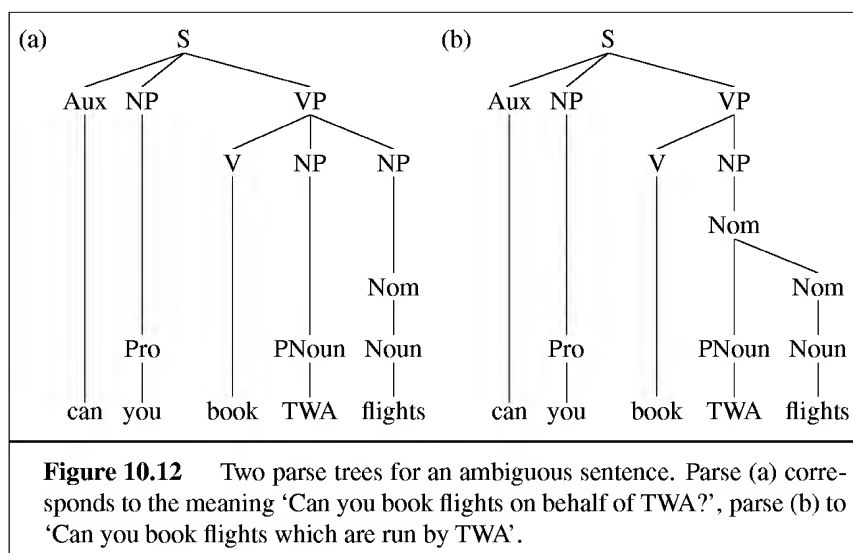 (a) S (b) S
Aux NP VP Aux NP VP
V NP NP V NP
Nom
Nom Nom
Pro PNoun Noun Pro PNoun Noun
can you book TWA flights can you book TWA flights
Figure 10.12 Two parse trees for an ambiguous sentence. Parse (a) corre-
sponds to the meaning ‘Can you book flights on behalf of TWA?’, parse (b) to
‘Can you book flights which are run by TWA’.